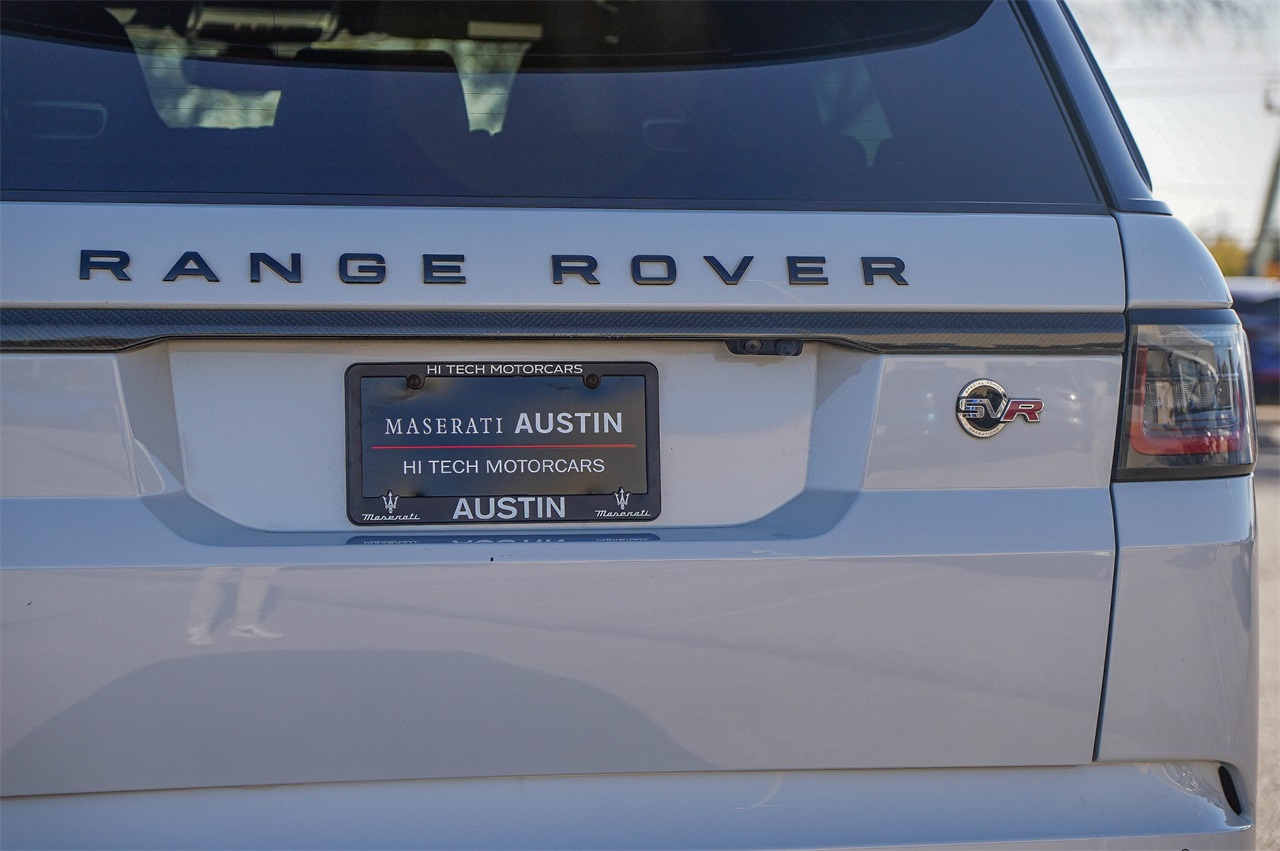 RANGE ROVER
HI TECH MOTORCARS
MASERATI AUSTIN
HI TECH MOTORCARS
AUSTIN
Maserati
Maserati
SVR